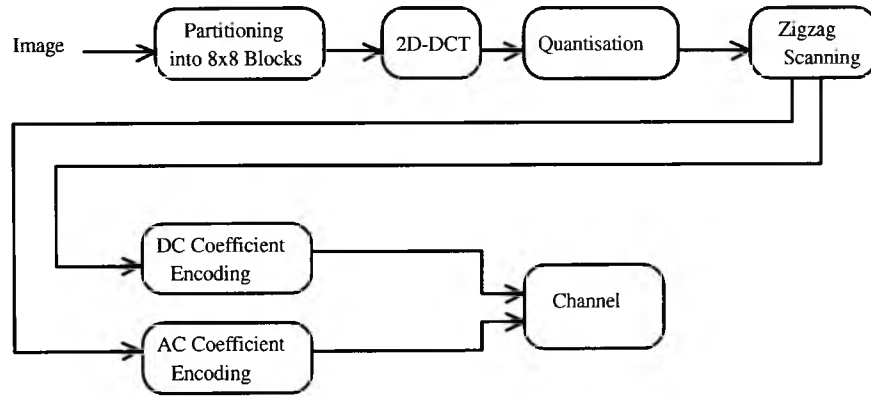 Image
Partitioning
into 8x8 Blocks
2D-DCT
Quantisation
Zigzag
Scanning
DC Coefficient
Encoding
Channel
AC Coefficient
Encoding